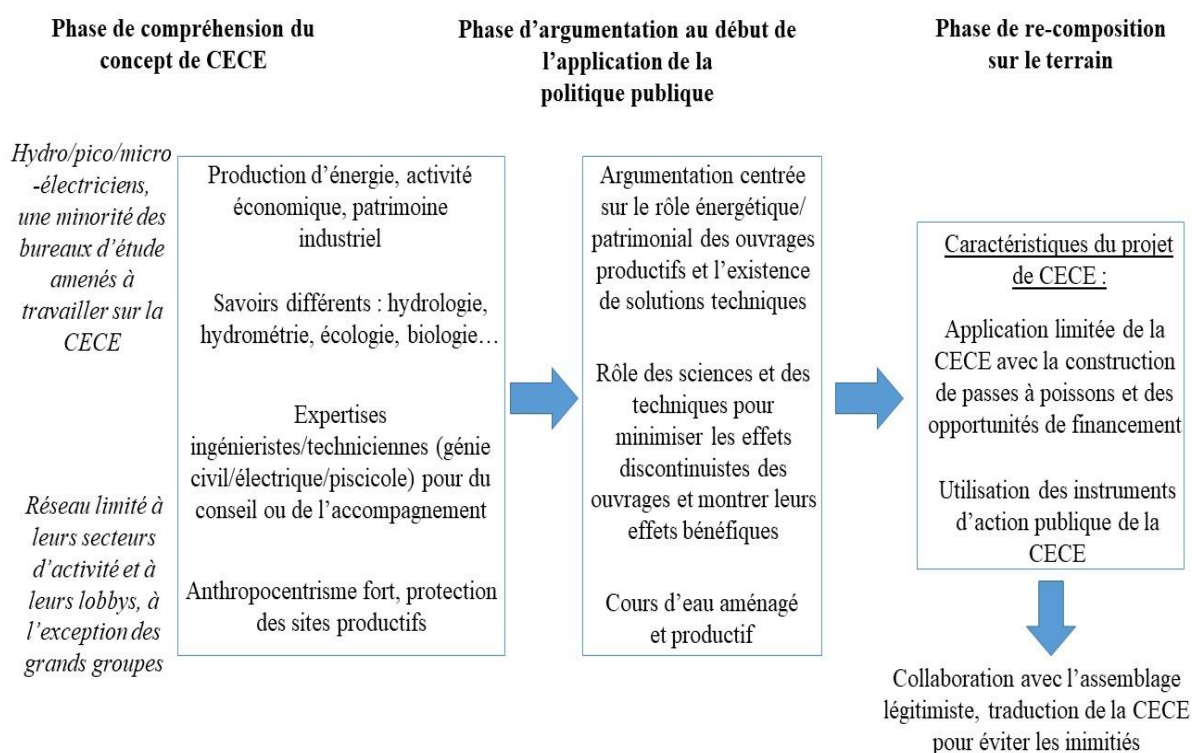 Phase de compréhension du
concept de CECE
Phase d’argumentation au début de
l’application de la
politique publique
Phase de re-composition
sur le terrain
Hydro/pico/micro
-électriciens,
une minorité des
bureaux d’étude
amenés à
travailler sur la
CECE
Réseau limité à
leurs secteurs
d’activité et à
leurs lobbys, à
l’exception des
grands groupes
Production d’énergie, activité
économique, patrimoine
industriel
Savoirs différents : hydrologie,
hydrométrie, écologie, biologie…
Expertises
ingénieristes/techniciennes (génie
civil/électrique/piscicole) pour du
conseil ou de l’accompagnement
Anthropocentrisme fort, protection
des sites productifs
Argumentation centrée
sur le rôle énergétique/
patrimonial des ouvrages
productifs et l’existence
de solutions techniques
Rôle des sciences et des
techniques pour
minimiser les effets
discontinuistes des
ouvrages et montrer leurs
effets bénéfiques
Cours d’eau aménagé
et productif
Caractéristiques du projet
de CECE :
Application limitée de la
CECE avec la construction
de passes à poissons et des
opportunités de financement
Utilisation des instruments
d’action publique de la
CECE
Collaboration avec l’assemblage
légitimiste, traduction de la CECE
pour éviter les inimitiés